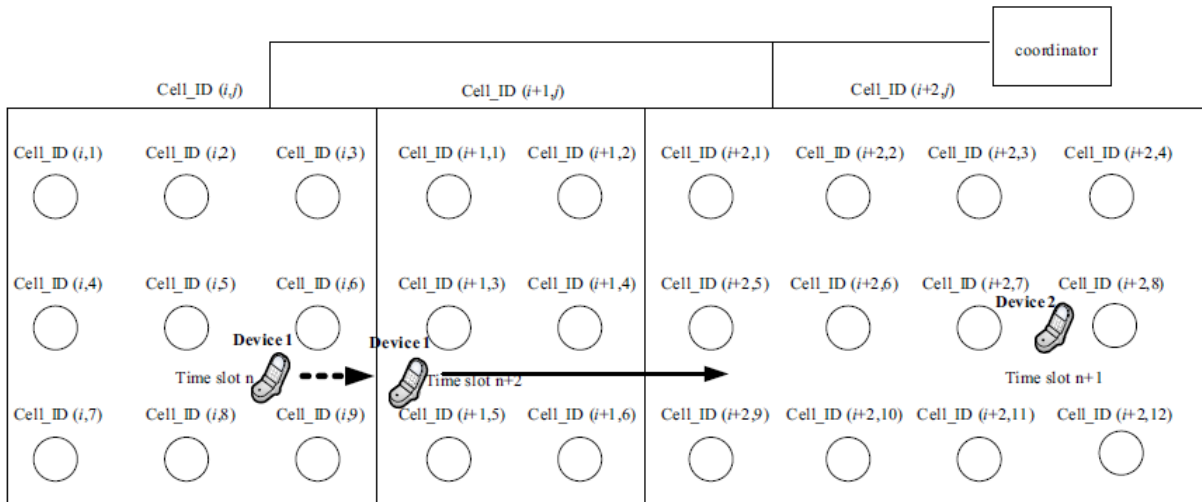 coordinator
Cell_ID (i,j)
Cell_ID (i+1,j)
Cell_ID (i+2,j)
Cell_ID (i,1)
Cell_ID (i,2)
Cell_ID (i,3)
Cell_ID (i+1,1)
Cell_ID (i+1,2)
Cell_ID (i+2,1)
Cell_ID (i+2,2)
Cell_ID (i+2,3)
Cell_ID (i+2,4)
Cell_ID (i,4)
Cell_ID (i,5)
Cell_ID (i,6)
Cell_ID (i+1,3)
Cell_ID (i+1,4)
Cell_ID (i+2,5)
Cell_ID (i+2,6)
Cell_ID (i+2,7)
Cell_ID (i+2,8)
Device 1
Device 1
Device 2
Time slot n
Time slot n+2
Time slot n+1
Cell_ID (i,7)
Cell_ID (i,8)
Cell_ID (i,9)
Cell_ID (i+1,5)
Cell_ID (i+1,6)
Cell_ID (i+2,9)
Cell_ID (i+2,10)
Cell_ID (i+2,11)
Cell_ID (i+2,12)